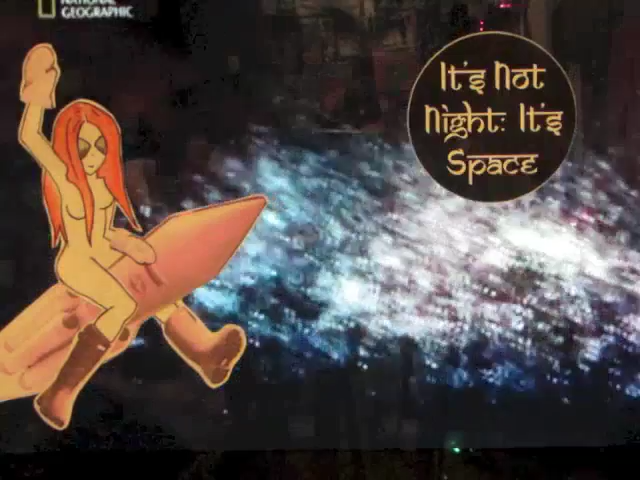 NATIONAL
GEOGRAPHIC
It's Not
Night: It's
Space